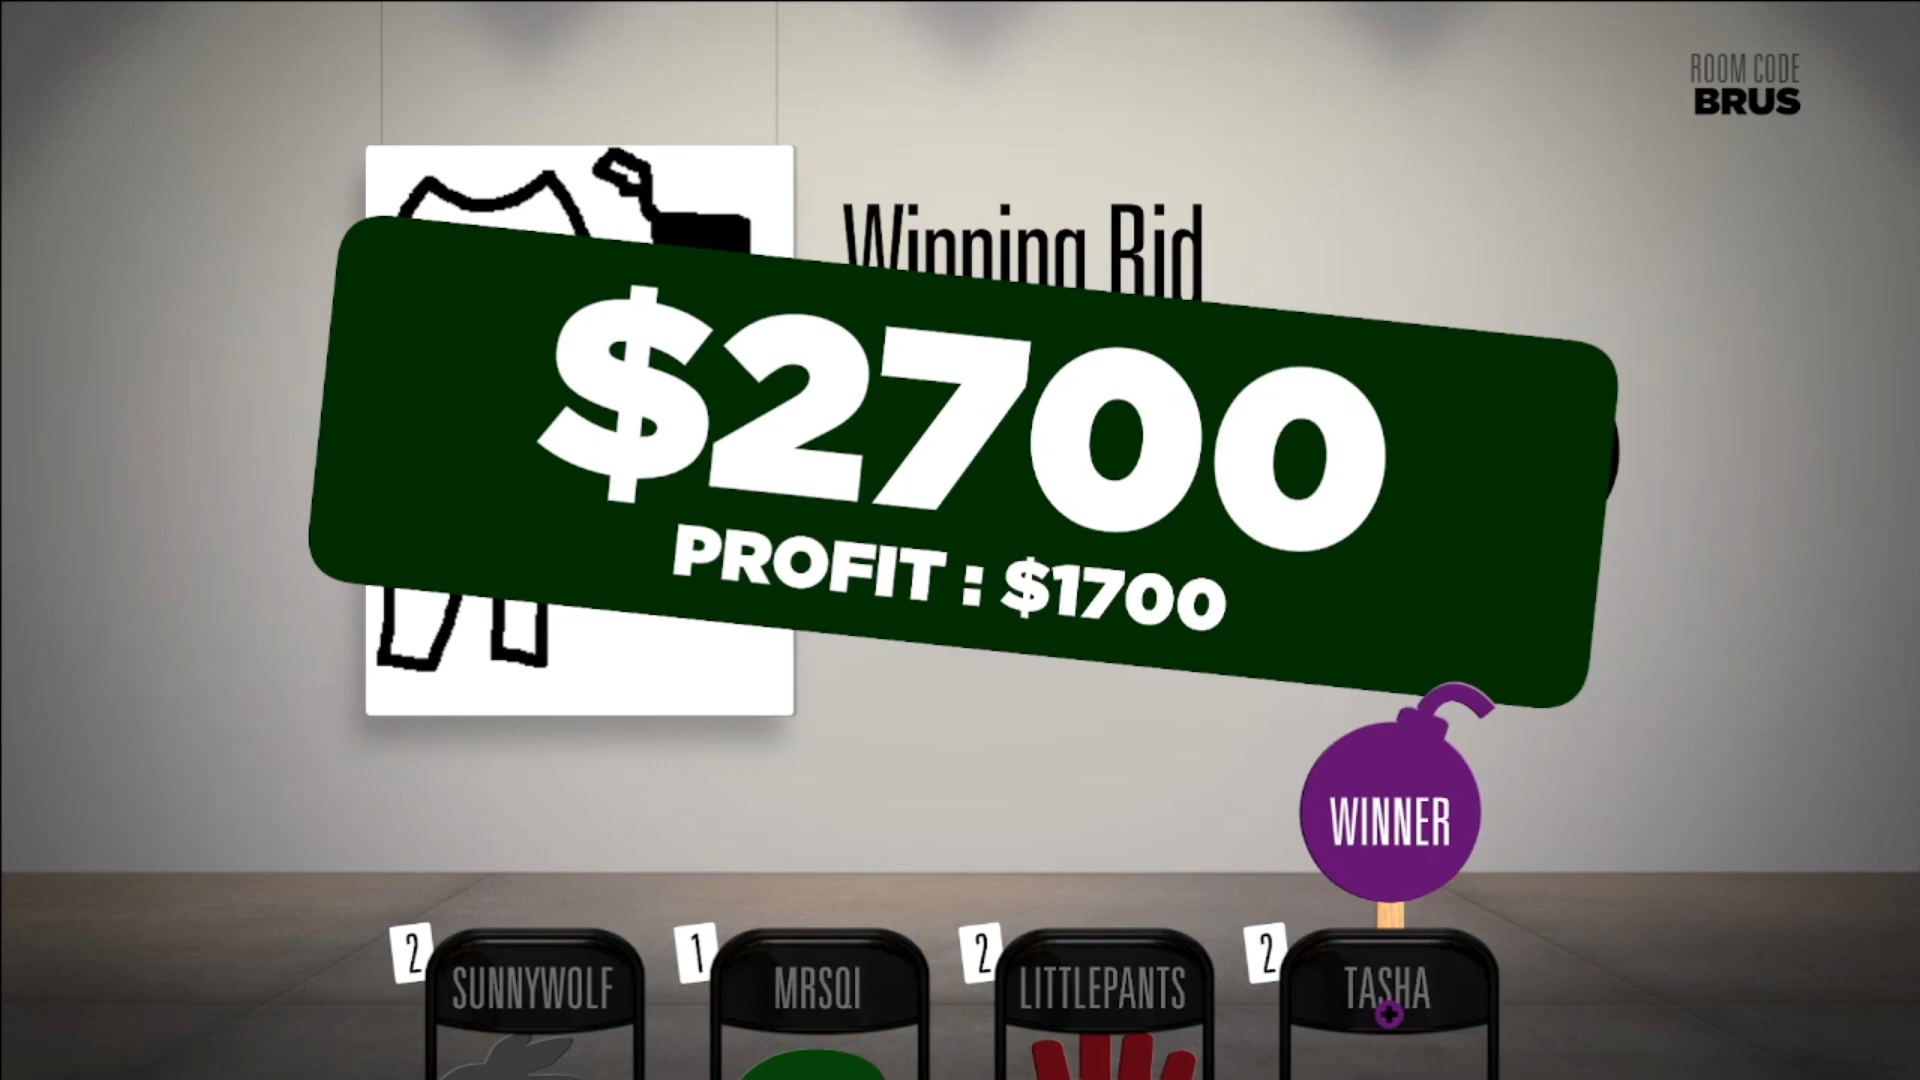 ROOM CODE
BRUS
Winning Bid
$2700
PROFIT : $1700
WINNER
2 SUNNYWOLF
1 MRSQI
2 LITTLEPANTS
2 TASHA